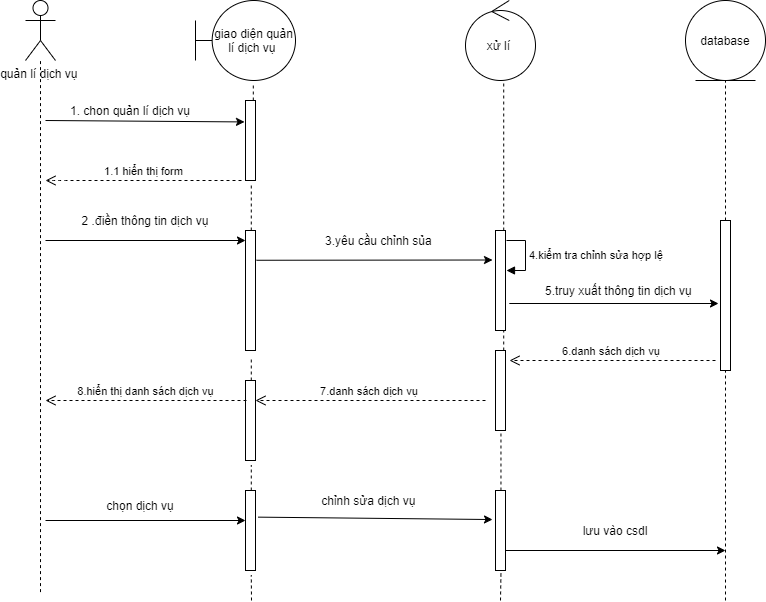 giao diện quản
lí dịch vụ
xử lí
database
quản lí dịch vụ
1. chon quản lí dịch vụ
1.1 hiển thị form
2 .điền thông tin dịch vụ
3.yêu cầu chỉnh sủa
4.kiểm tra chỉnh sửa hợp lệ
5.truy xuất thông tin dịch vụ
6.danh sách dịch vụ
8.hiển thị danh sách dịch vụ
7.danh sách dịch vụ
chọn dịch vụ
chỉnh sửa dịch vụ
lưu vào csdl